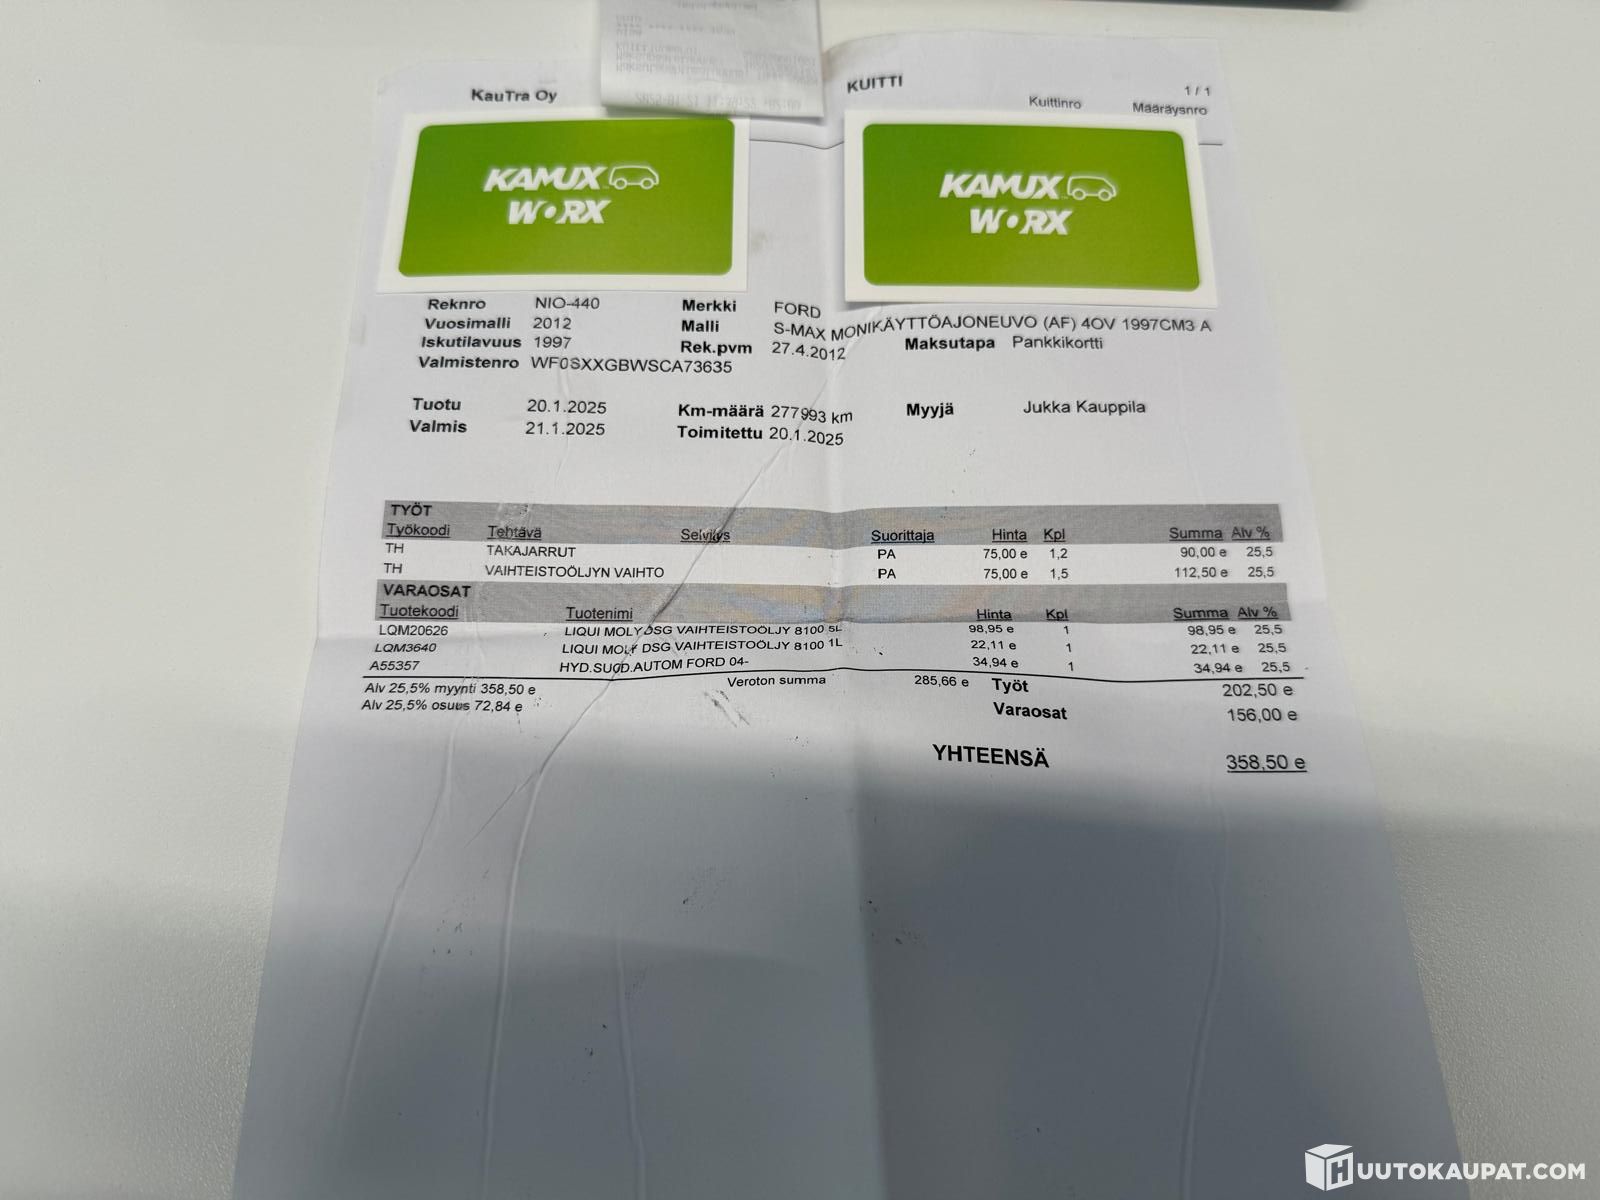 KauTra Oy
KUITTI
1 / 1
Kuittinro Määräysnro
KAMUX
WORX
KAMUX
WORX
Reknro NIO-440 Merkki FORD
Vuosimalli 2012 Malli S-MAX MONIKÄYTTÖAJONEUVO (AF) 4OV 1997CM3 A
Iskutilavuus 1997 Rek.pvm 27.4.2012 Maksutapa Pankkikortti
Valmistenro WF0SXXGBWSCA73635
Tuotu 20.1.2025 Km-määrä 277993 km Myyjä Jukka Kauppila
Valmis 21.1.2025 Toimitettu 20.1.2025
TYÖT
Työkoodi Tehtävä Selvitys Suorittaja Hinta Kpl Summa Alv %
TH TAKAJARRUT PA 75,00 e 1,2 90,00 e 25,5
TH VAIHTEISTOÖLJYN VAIHTO PA 75,00 e 1,5 112,50 e 25,5
VARAOSAT
Tuotekoodi Tuotenimi Hinta Kpl Summa Alv %
LQM20626 LIQUI MOLY DSG VAIHTEISTOÖLJY 8100 5L 98,95 e 1 98,95 e 25,5
LQM3640 LIQUI MOLY DSG VAIHTEISTOÖLJY 8100 1L 22,11 e 1 22,11 e 25,5
A55357 HYD.SUOD.AUTOM FORD 04- 34,94 e 1 34,94 e 25,5
Alv 25,5% myynti 358,50 e Veroton summa 285,66 e Työt 202,50 e
Alv 25,5% osuus 72,84 e Varaosat 156,00 e
YHTEENSÄ 358,50 e
HUUTOKAUPAT.COM